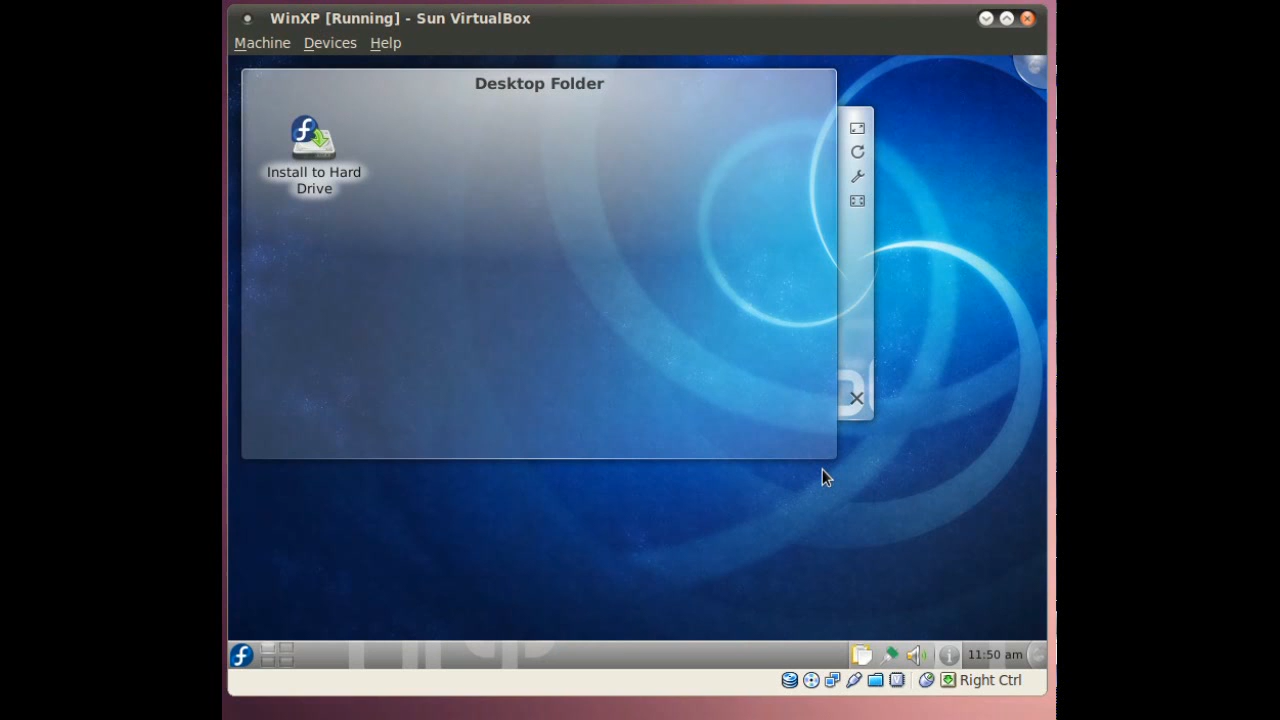 WinXP [Running] - Sun VirtualBox
Machine Devices Help
Desktop Folder
Install to Hard
Drive
11:50 am
Right Ctrl